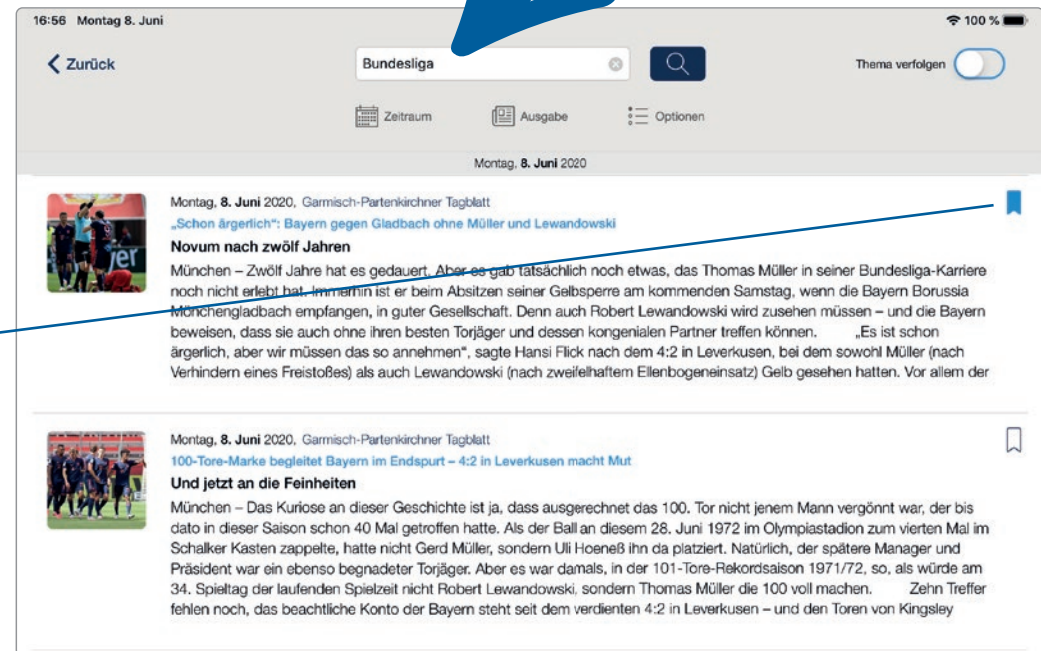 16:56 Montag 8. Juni
100 %
Zurück
Bundesliga
Thema verfolgen
Zeitraum
Ausgabe
Optionen
Montag, 8. Juni 2020
Montag, 8. Juni 2020, Garmisch-Partenkirchner Tagblatt
„Schon ärgerlich“: Bayern gegen Gladbach ohne Müller und Lewandowski
Novum nach zwölf Jahren
München – Zwölf Jahre hat es gedauert. Aber es gab tatsächlich noch etwas, das Thomas Müller in seiner Bundesliga-Karriere
noch nicht erlebt hat. Immerhin ist er beim Absitzen seiner Gelbsperre am kommenden Samstag, wenn die Bayern Borussia
Mönchengladbach empfangen, in guter Gesellschaft. Denn auch Robert Lewandowski wird zusehen müssen – und die Bayern
beweisen, dass sie auch ohne ihren besten Torjäger und dessen kongenialen Partner treffen können. „Es ist schon
ärgerlich, aber wir müssen das so annehmen“, sagte Hansi Flick nach dem 4:2 in Leverkusen, bei dem sowohl Müller (nach
Verhindern eines Freistoßes) als auch Lewandowski (nach zweifelhaftem Ellenbogeneinsatz) Gelb gesehen hatten. Vor allem der
Montag, 8. Juni 2020, Garmisch-Partenkirchner Tagblatt
100-Tore-Marke begleitet Bayern im Endspurt – 4:2 in Leverkusen macht Mut
Und jetzt an die Feinheiten
München – Das Kuriose an dieser Geschichte ist ja, dass ausgerechnet das 100. Tor nicht jenem Mann vergönnt war, der bis
dato in dieser Saison schon 40 Mal getroffen hatte. Als der Ball an diesem 28. Juni 1972 im Olympiastadion zum vierten Mal im
Schalker Kasten zappelte, hatte nicht Gerd Müller, sondern Uli Hoeneß ihn da platziert. Natürlich, der spätere Manager und
Präsident war ein ebenso begnadeter Torjäger. Aber es war damals, in der 101-Tore-Rekordsaison 1971/72, so, als würde am
34. Spieltag der laufenden Spielzeit nicht Robert Lewandowski, sondern Thomas Müller die 100 voll machen. Zehn Treffer
fehlen noch, das beachtliche Konto der Bayern steht seit dem verdienten 4:2 in Leverkusen – und den Toren von Kingsley